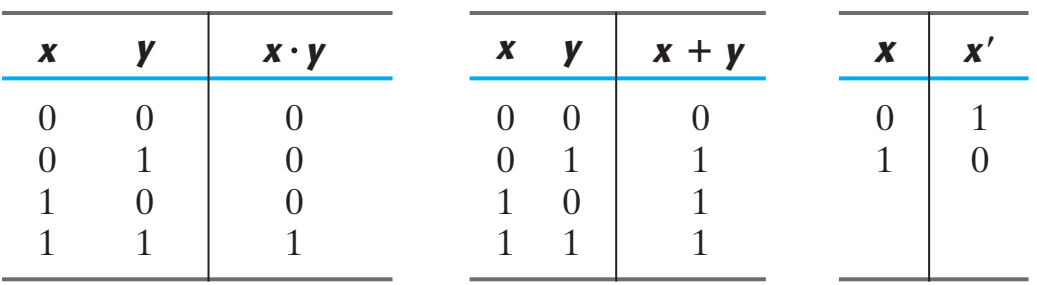 x y x · y
0 0 0
0 1 0
1 0 0
1 1 1
x y x + y
0 0 0
0 1 1
1 0 1
1 1 1
x x′
0 1
1 0